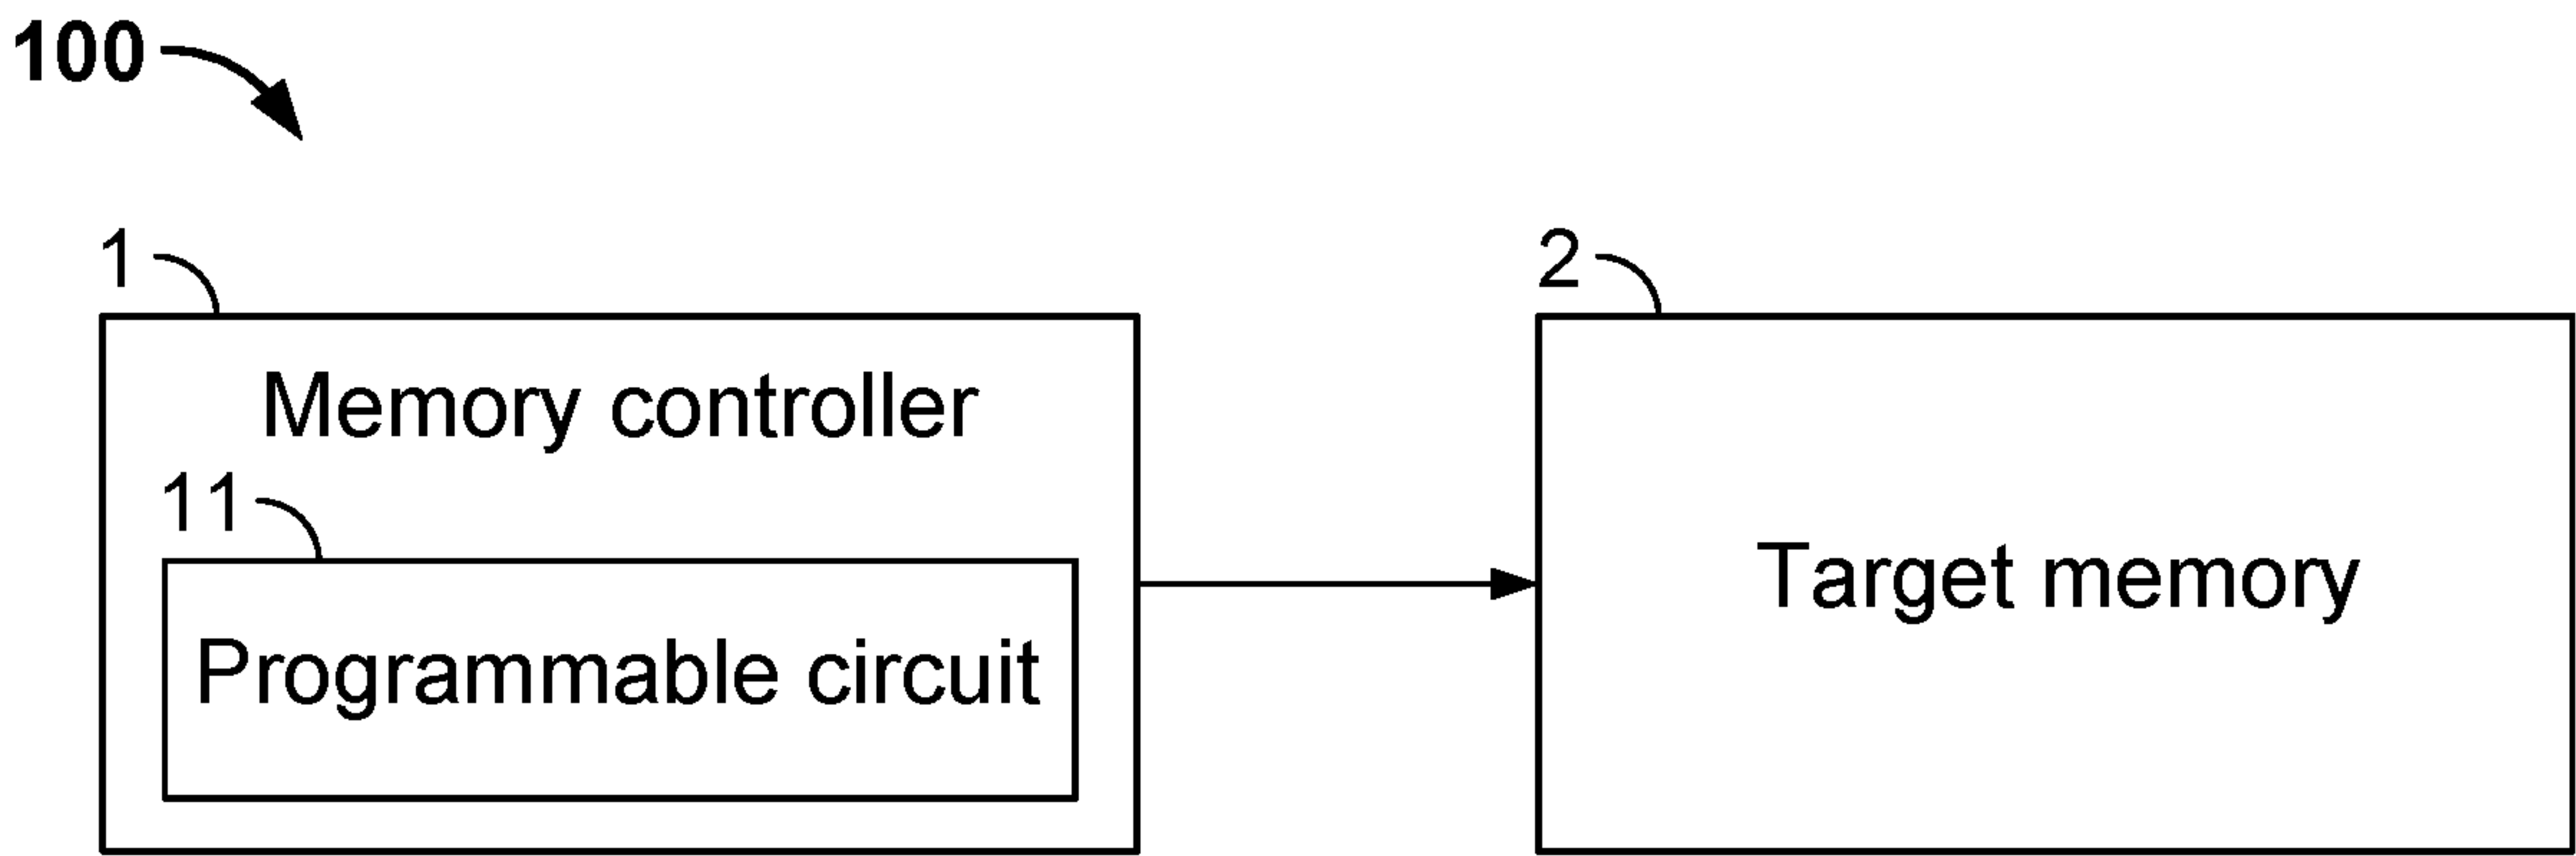 100
1
2
Memory controller
11
Target memory
Programmable circuit